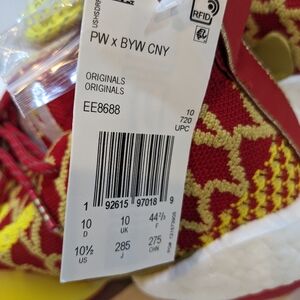 RFID
PW x BYW CNY
ORIGINALS
ORIGINALS
EE8688
10
720
UPC
1 92615 97018 9
10 10 44⅔
D UK F
10½ 285 275
US J CHN